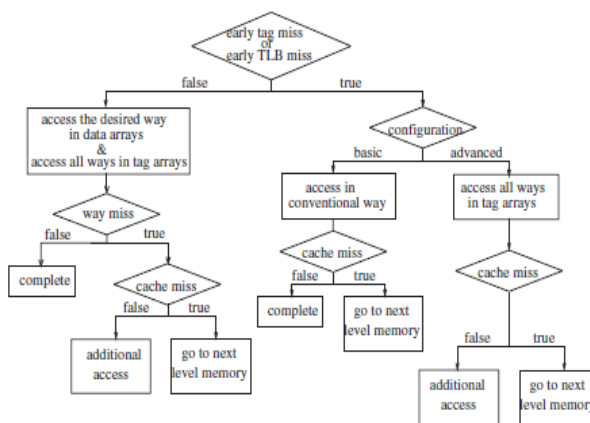 early tag miss
or
early TLB miss
false
true
access the desired way
in data arrays
&
access all ways in tag arrays
configuration
basic
advanced
way miss
access in
conventional way
access all ways
in tag arrays
false
true
cache miss
cache miss
complete
cache miss
false
true
false
true
complete
go to next
level memory
false
true
additional
access
go to next
level memory
additional
access
go to next
level memory